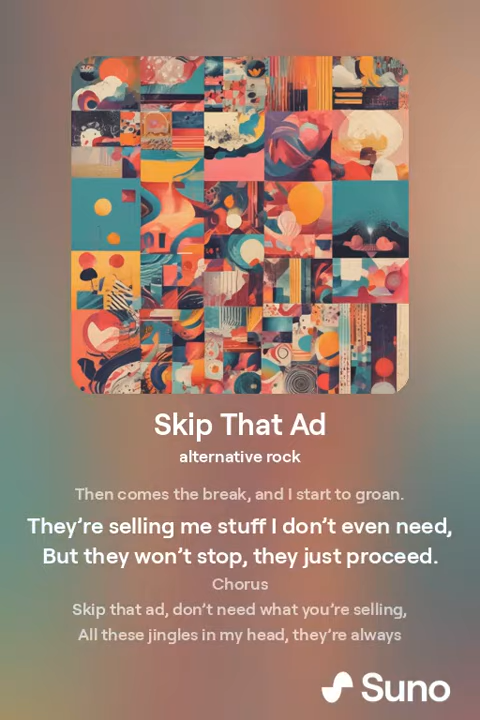 Skip That Ad
alternative rock
Then comes the break, and I start to groan.
They're selling me stuff I don't even need,
But they won't stop, they just proceed.
Chorus
Skip that ad, don't need what you're selling,
All these jingles in my head, they're always
Suno